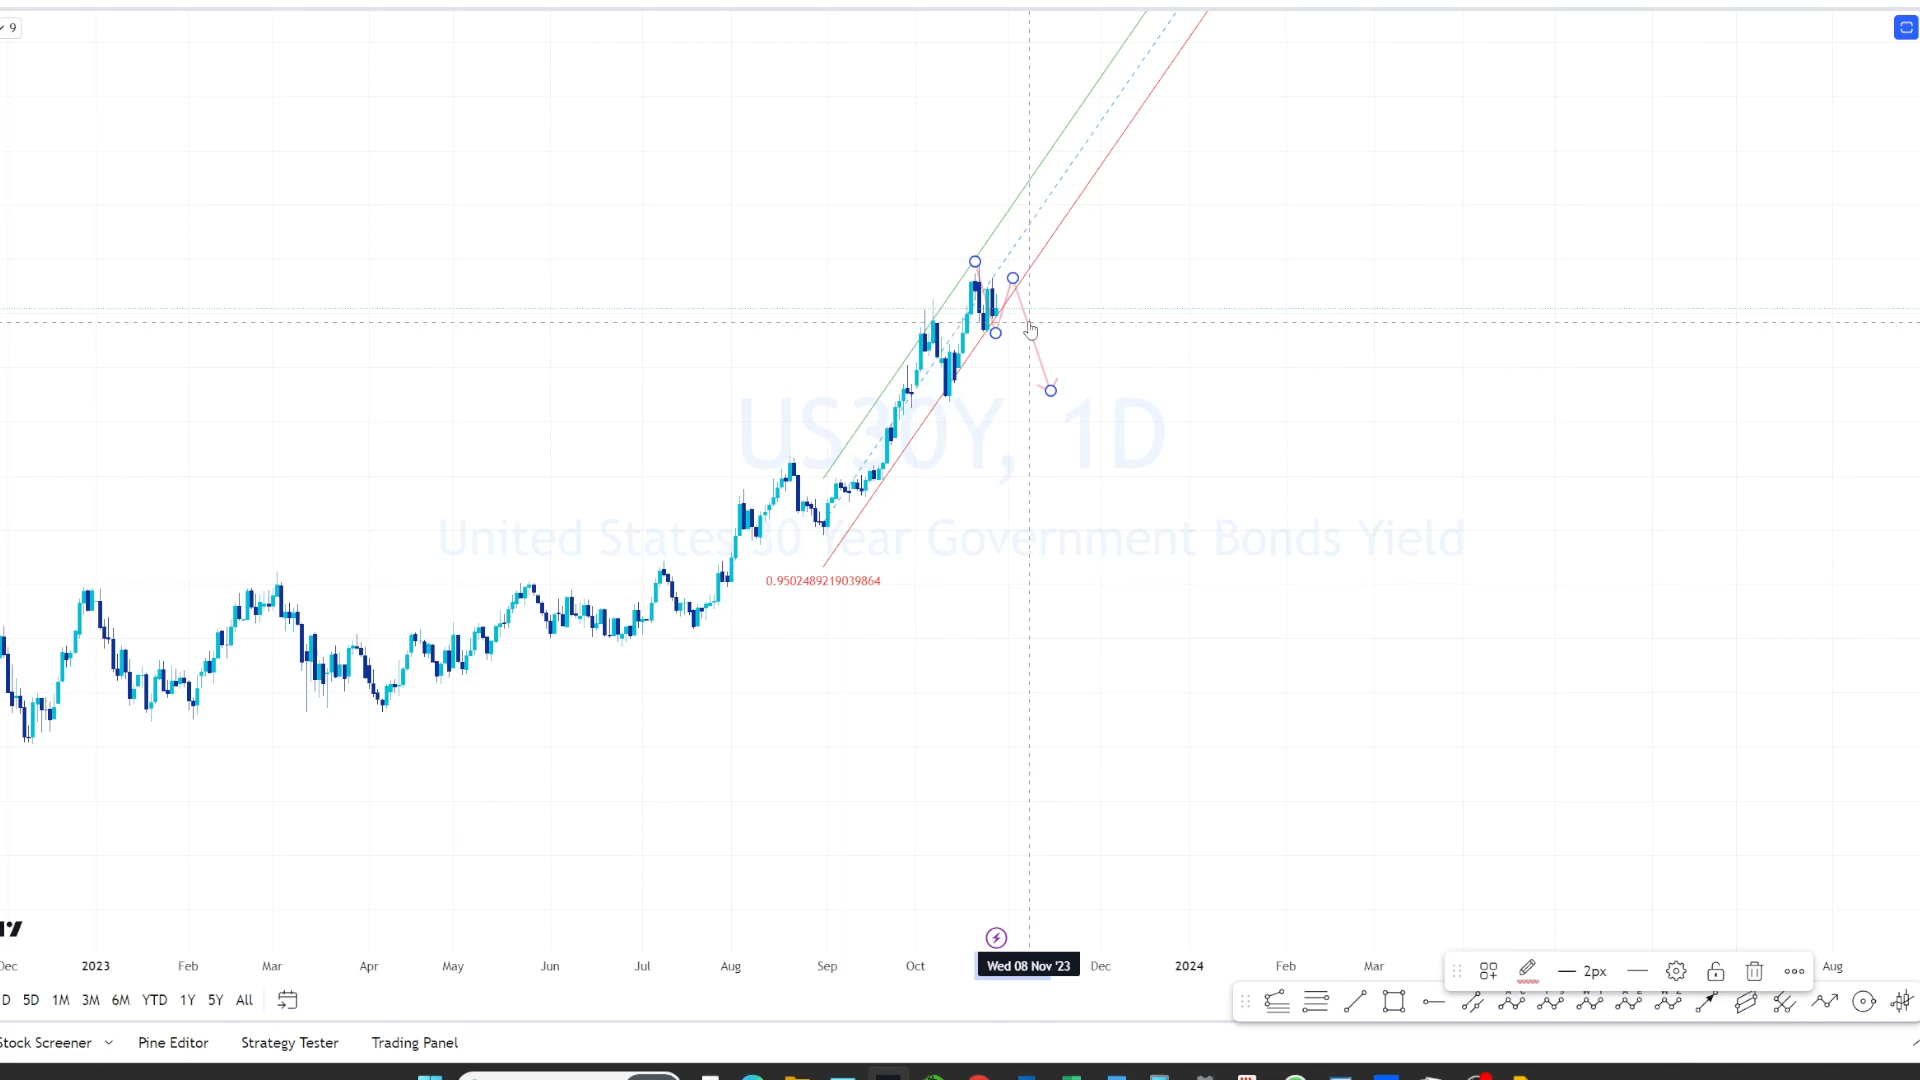 9
US30Y, 1D
United States 30 Year Government Bonds Yield
0.9502489219039864
Dec 2023 Feb Mar Apr May Jun Jul Aug Sep Oct Wed 08 Nov '23 Dec 2024 Feb Mar Aug
2px
D 5D 1M 3M 6M YTD 1Y 5Y All
Stock Screener Pine Editor Strategy Tester Trading Panel